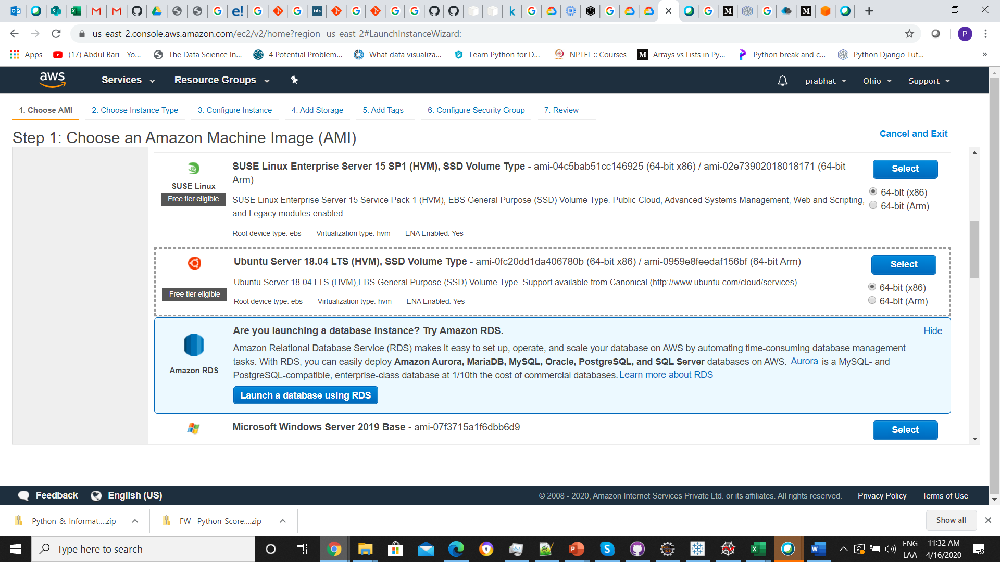 us-east-2.console.aws.amazon.com/ec2/v2/home?region=us-east-2#LaunchInstanceWizard:
P
Apps (17) Abdul Bari - Yo... The Data Science In... 4 Potential Problem... What data visualiza... Learn Python for D... NPTEL :: Courses Arrays vs Lists in Py... Python break and c... Python Django Tut... »
aws Services Resource Groups prabhat Ohio Support
1. Choose AMI 2. Choose Instance Type 3. Configure Instance 4. Add Storage 5. Add Tags 6. Configure Security Group 7. Review
Step 1: Choose an Amazon Machine Image (AMI)
Cancel and Exit
SUSE Linux
Free tier eligible
SUSE Linux Enterprise Server 15 SP1 (HVM), SSD Volume Type - ami-04c5bab51cc146925 (64-bit x86) / ami-02e73902018018171 (64-bit
Arm)
SUSE Linux Enterprise Server 15 Service Pack 1 (HVM), EBS General Purpose (SSD) Volume Type. Public Cloud, Advanced Systems Management, Web and Scripting,
and Legacy modules enabled.
Root device type: ebs Virtualization type: hvm ENA Enabled: Yes
Select
64-bit (x86)
64-bit (Arm)
Free tier eligible
Ubuntu Server 18.04 LTS (HVM), SSD Volume Type - ami-0fc20dd1da406780b (64-bit x86) / ami-0959e8feedaf156bf (64-bit Arm)
Ubuntu Server 18.04 LTS (HVM),EBS General Purpose (SSD) Volume Type. Support available from Canonical (http://www.ubuntu.com/cloud/services).
Root device type: ebs Virtualization type: hvm ENA Enabled: Yes
Select
64-bit (x86)
64-bit (Arm)
Amazon RDS
Are you launching a database instance? Try Amazon RDS.
Hide
Amazon Relational Database Service (RDS) makes it easy to set up, operate, and scale your database on AWS by automating time-consuming database management
tasks. With RDS, you can easily deploy Amazon Aurora, MariaDB, MySQL, Oracle, PostgreSQL, and SQL Server databases on AWS. Aurora is a MySQL- and
PostgreSQL-compatible, enterprise-class database at 1/10th the cost of commercial databases. Learn more about RDS
Launch a database using RDS
Microsoft Windows Server 2019 Base - ami-07f3715a1f6dbb6d9
Select
Feedback English (US) © 2008 - 2020, Amazon Internet Services Private Ltd. or its affiliates. All rights reserved. Privacy Policy Terms of Use
Python_&_Informat....zip FW__Python_Score....zip Show all
Type here to search
ENG 11:32 AM
LAA 4/16/2020